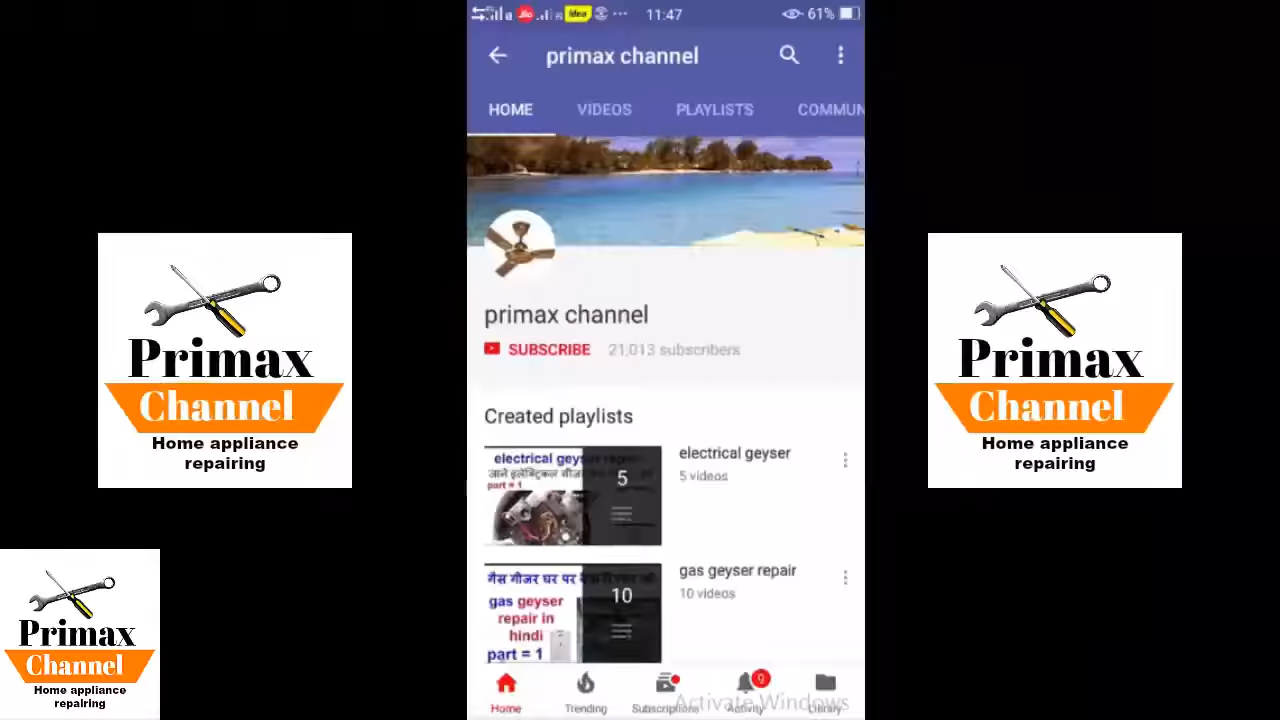 Jio
Idea
11:47
61%
primax channel
HOME VIDEOS PLAYLISTS COMMUN
primax channel
SUBSCRIBE 21,013 subscribers
Created playlists
electrical geyser
part = 1
5
electrical geyser
5 videos
गैस गीजर घर पर
gas geyser
repair in
hindi
part = 1
10
gas geyser repair
10 videos
Home Trending Subscriptions Activity Library
9
Activate Windows
Primax
Channel
Home appliance
repairing
Primax
Channel
Home appliance
repairing
Primax
Channel
Home appliance
repairing